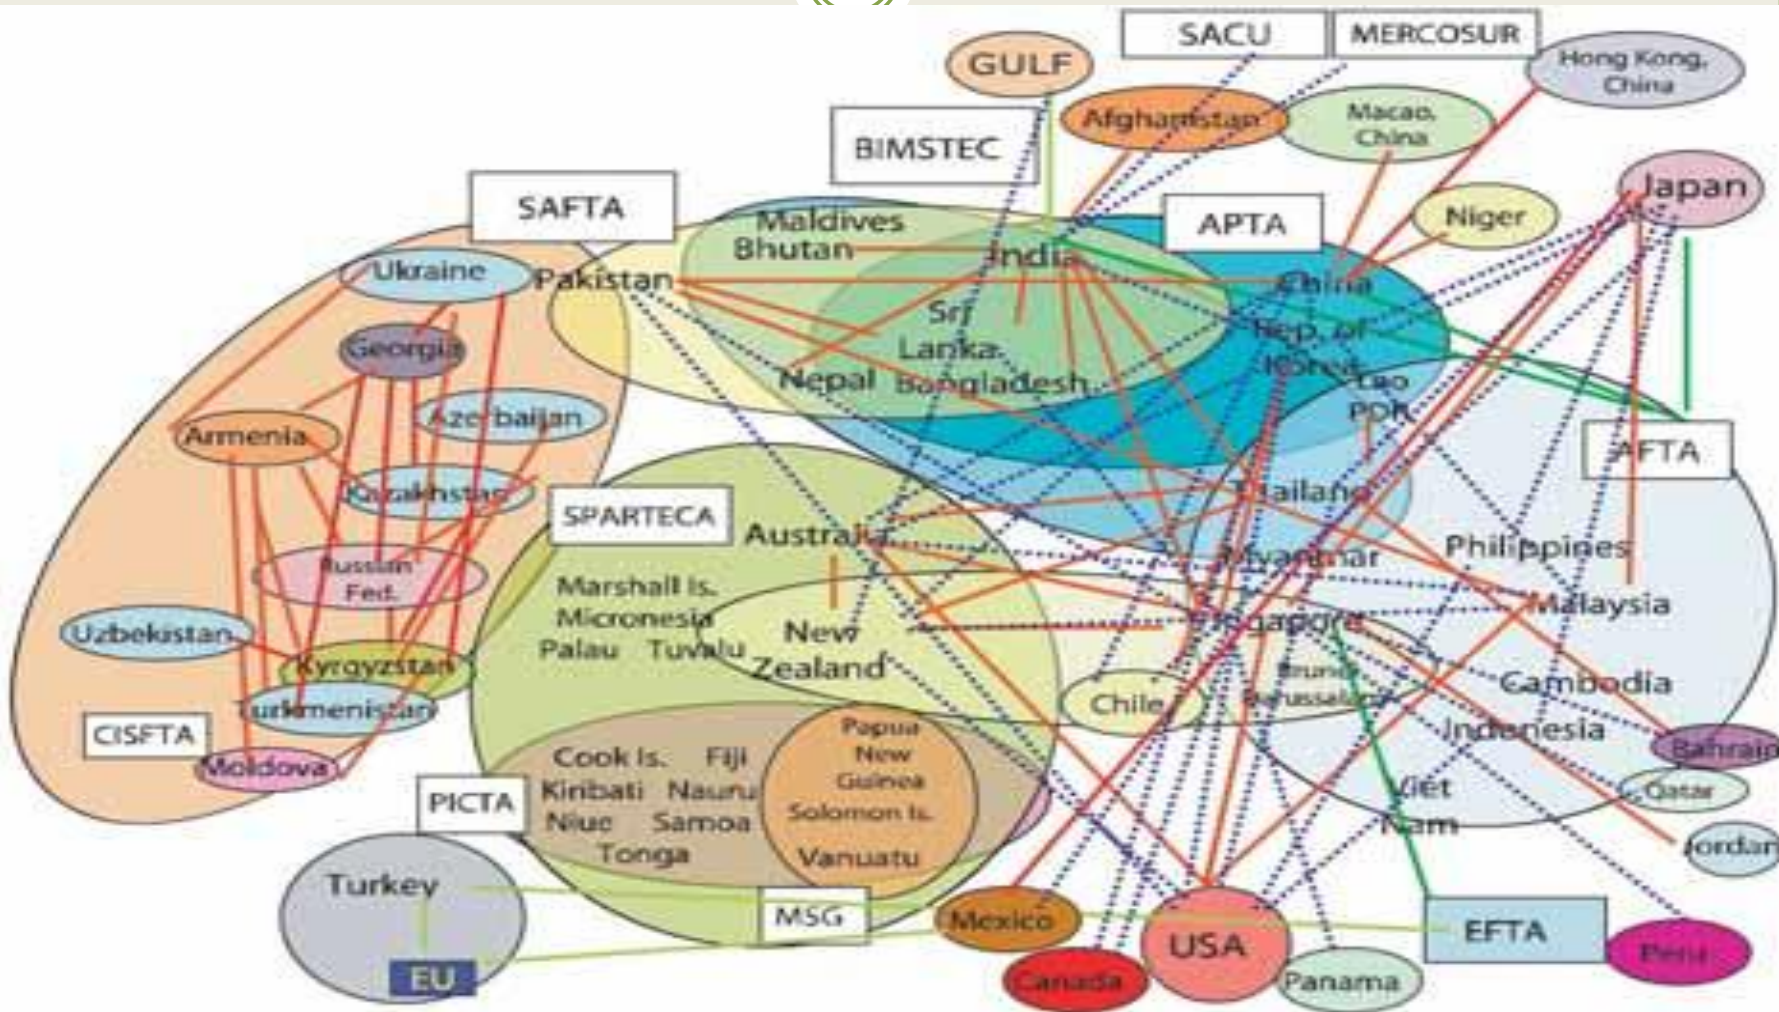 SACU
MERCOSUR
GULF
Hong Kong,
China
Afghanistan
Macao,
China
BIMSTEC
Japan
SAFTA
APTA
Niger
Maldives
Bhutan
India
Ukraine
Pakistan
China
Sri
Lanka
Rep. of
Korea
Georgia
Nepal
Bangladesh
Lao
PDR
Azerbaijan
Armenia
AFTA
Kazakhstan
Thailand
SPARTECA
Australia
Myanmar
Philippines
Russian
Fed.
Marshall Is.
Micronesia
Palau Tuvalu
Malaysia
Singapore
Uzbekistan
New
Zealand
Kyrgyzstan
Turkmenistan
Chile
Brunei
Darussalam
Cambodia
CISFTA
Indonesia
Bahrain
Moldova
Papua
New
Guinea
Solomon Is.
Vanuatu
Cook Is. Fiji
Kiribati Nauru
Niue Samoa
Tonga
PICTA
Viet
Nam
Qatar
Jordan
Turkey
MSG
Mexico
USA
EFTA
Peru
EU
Canada
Panama